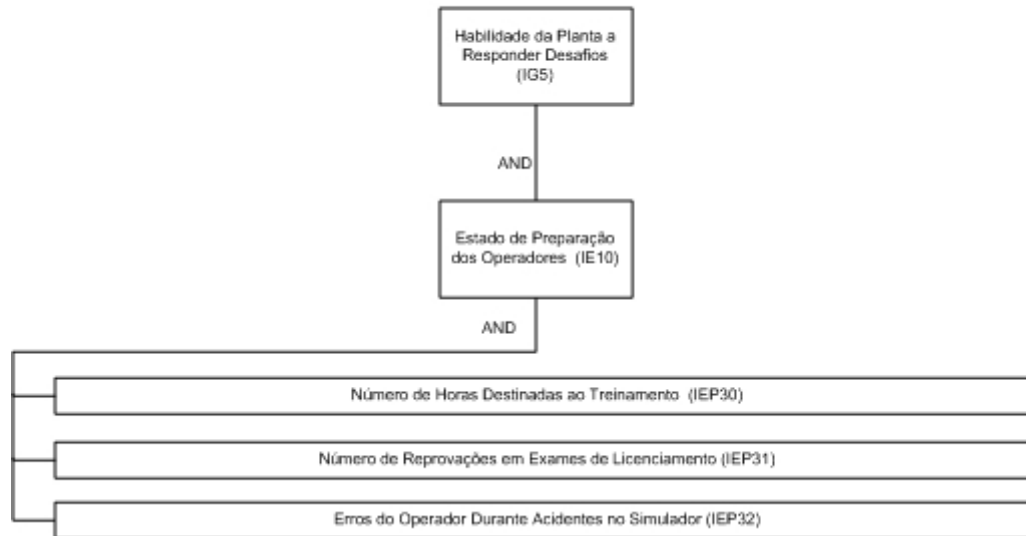 Habilidade da Planta a
Responder Desafios
(IG5)
AND
Estado de Preparação
dos Operadores (IE10)
AND
Número de Horas Destinadas ao Treinamento (IEP30)
Número de Reprovações em Exames de Licenciamento (IEP31)
Erros do Operador Durante Acidentes no Simulador (IEP32)